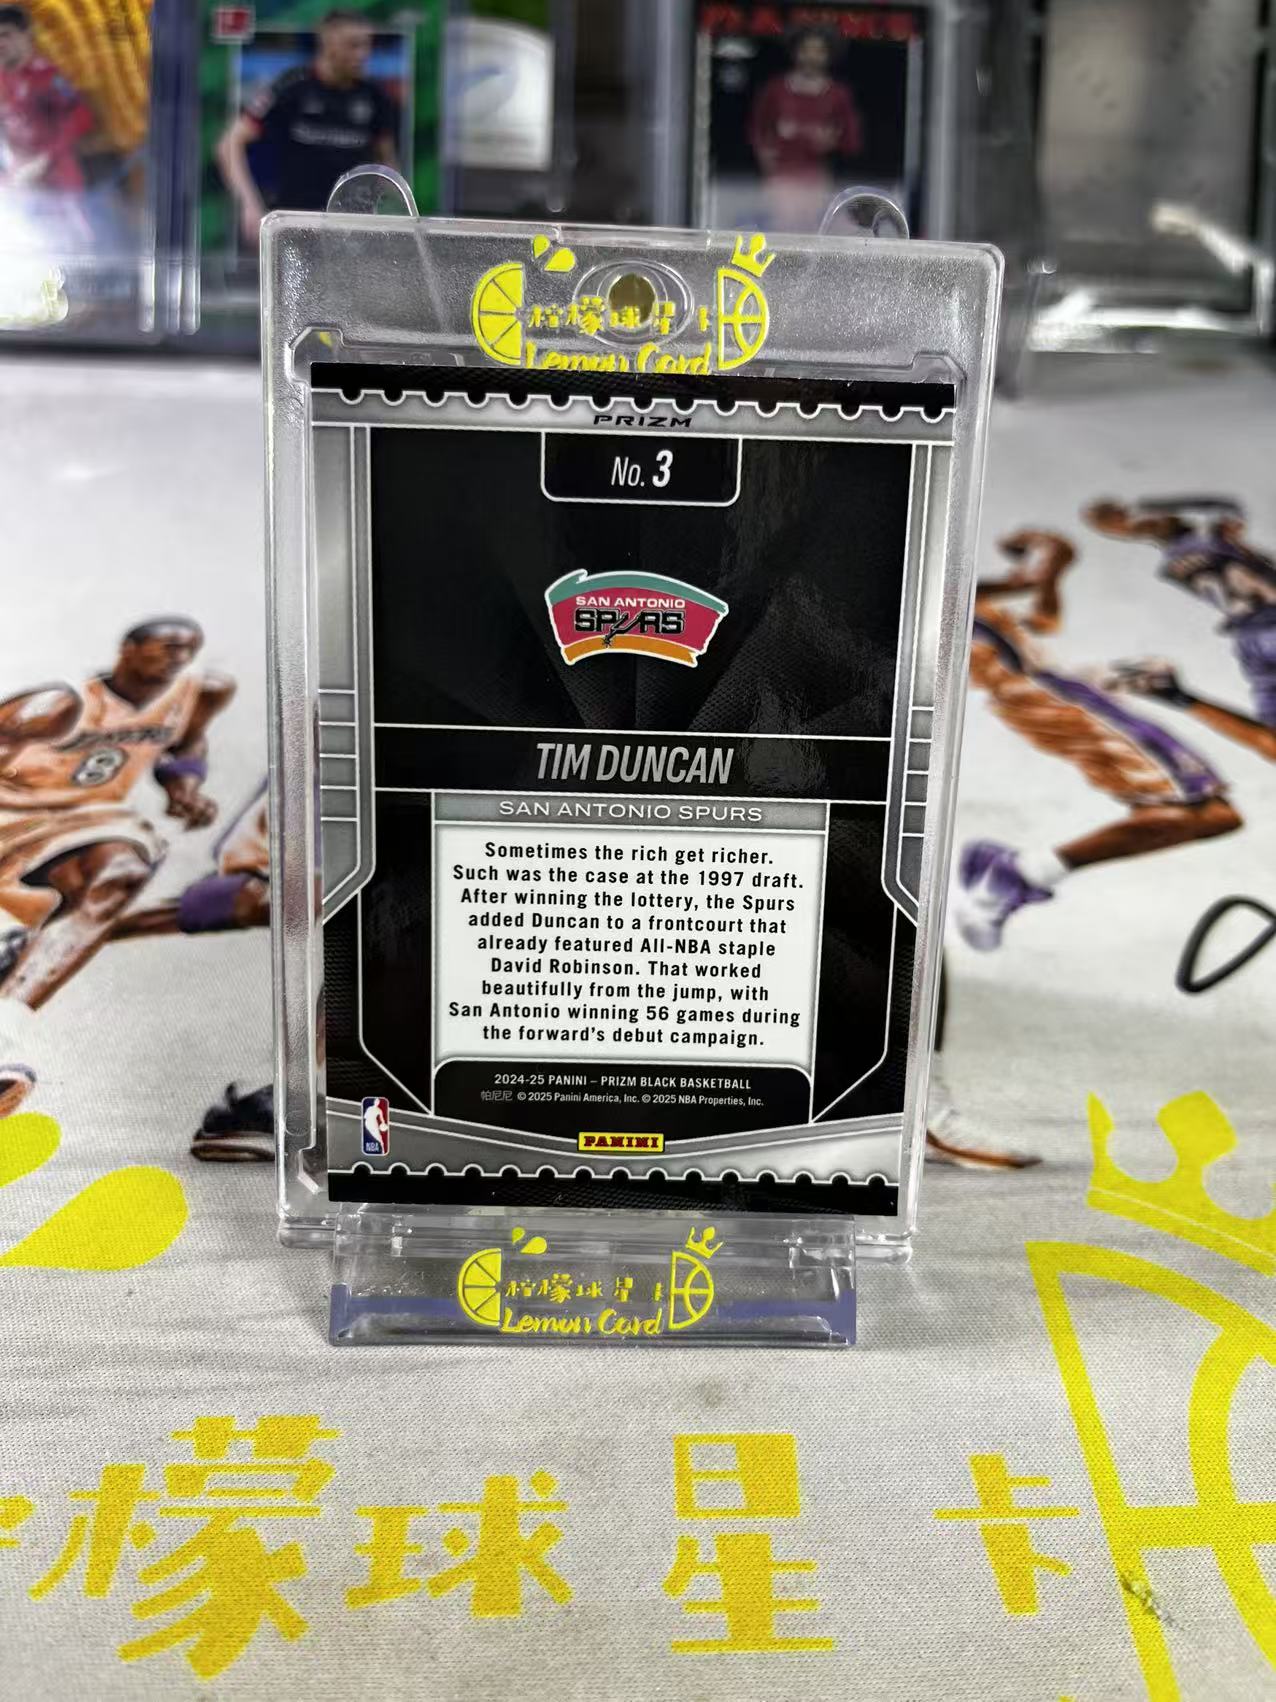 柠檬球星卡
Lemon Card
PRIZM
No. 3
SAN ANTONIO
SPURS
TIM DUNCAN
SAN ANTONIO SPURS
Sometimes the rich get richer.
Such was the case at the 1997 draft.
After winning the lottery, the Spurs
added Duncan to a frontcourt that
already featured All-NBA staple
David Robinson. That worked
beautifully from the jump, with
San Antonio winning 56 games during
the forward's debut campaign.
2024-25 PANINI – PRIZM BLACK BASKETBALL
帕尼尼 © 2025 Panini America, Inc. © 2025 NBA Properties, Inc.
NBA
PANINI
柠檬球星卡
Lemon Card
8
柠檬球星卡